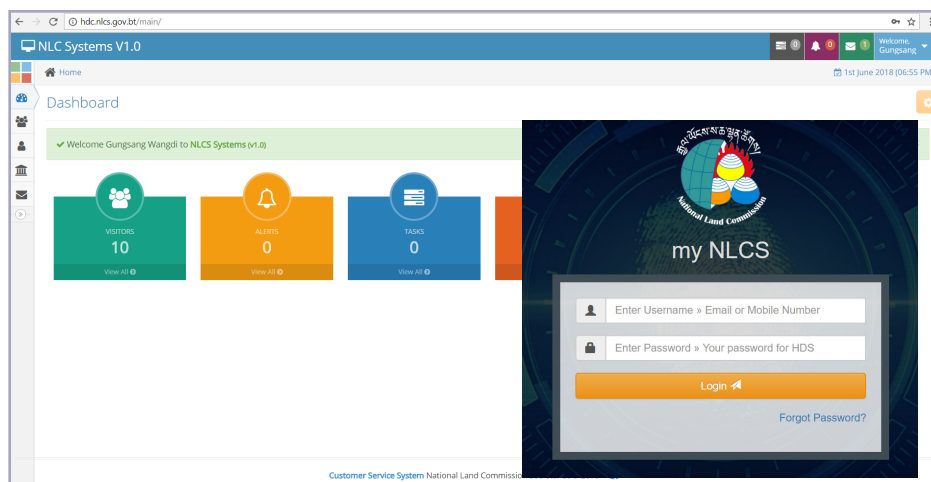 hdc.nlcs.gov.bt/main/
NLC Systems V1.0
0
0
1
Welcome,
Gungsang
Home
1st June 2018 (06:55 PM
Dashboard
Welcome Gungsang Wangdi to NLCS Systems (v1.0)
VISITORS
10
View All
ALERTS
0
View All
TASKS
0
View All
National Land Commission
my NLCS
Enter Username » Email or Mobile Number
Enter Password » Your password for HDS
Login
Forgot Password?
Customer Service System National Land Commission